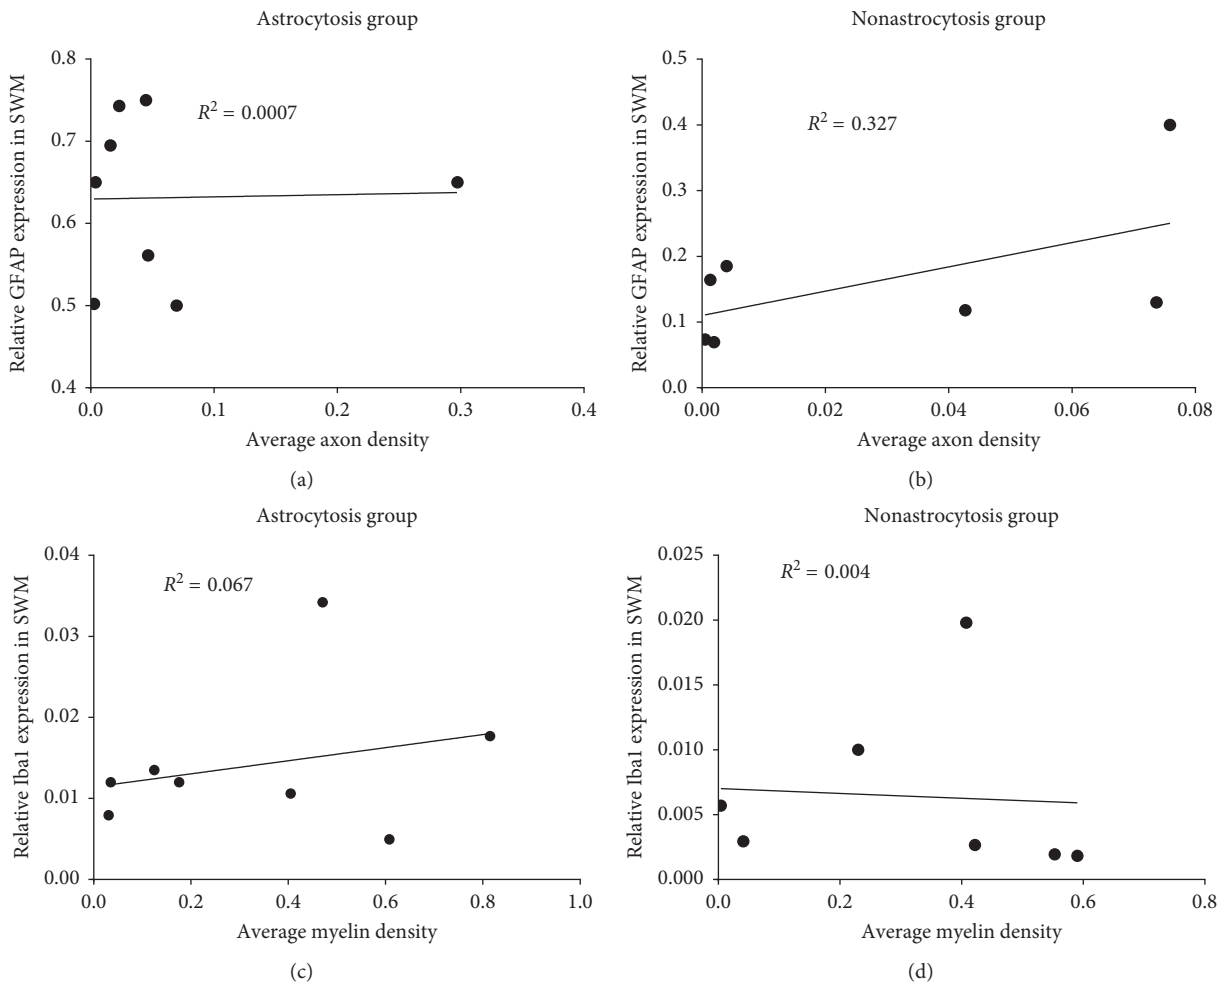 Astrocytosis group
Relative GFAP expression in SWM
0.8
0.7
0.6
0.5
0.4
R² = 0.0007
0.0 0.1 0.2 0.3 0.4
Average axon density
(a)
Nonastrocytosis group
Relative GFAP expression in SWM
0.5
0.4
0.3
0.2
0.1
0.0
R² = 0.327
0.00 0.02 0.04 0.06 0.08
Average axon density
(b)
Astrocytosis group
Relative Iba1 expression in SWM
0.04
0.03
0.02
0.01
0.00
R² = 0.067
0.0 0.2 0.4 0.6 0.8 1.0
Average myelin density
(c)
Nonastrocytosis group
Relative Iba1 expression in SWM
0.025
0.020
0.015
0.010
0.005
0.000
R² = 0.004
0.0 0.2 0.4 0.6 0.8
Average myelin density
(d)